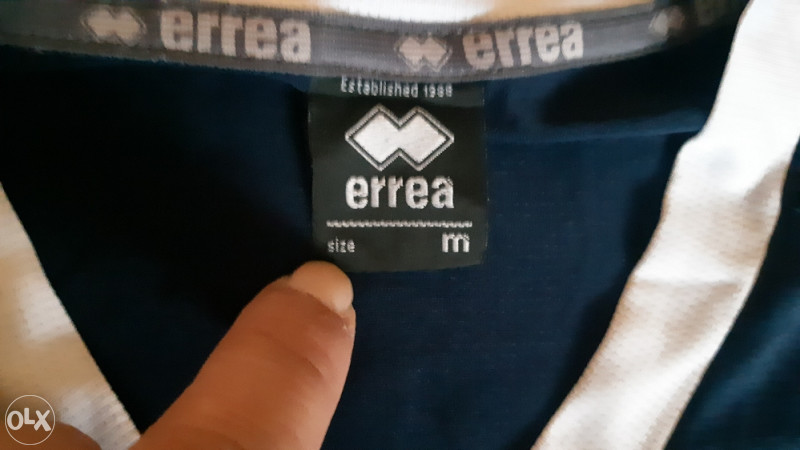 errea errea
Established 1988
errea
size m
OLX